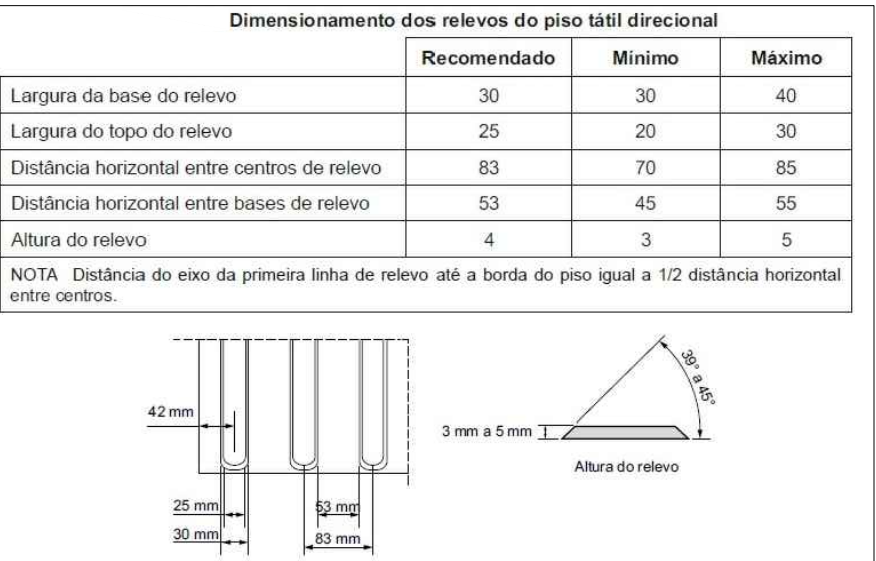 Dimensionamento dos relevos do piso tátil direcional
Recomendado Mínimo Máximo
Largura da base do relevo 30 30 40
Largura do topo do relevo 25 20 30
Distância horizontal entre centros de relevo 83 70 85
Distância horizontal entre bases de relevo 53 45 55
Altura do relevo 4 3 5
NOTA Distância do eixo da primeira linha de relevo até a borda do piso igual a 1/2 distância horizontal
entre centros.
42 mm
25 mm
30 mm
53 mm
83 mm
3 mm a 5 mm
39° a 45°
Altura do relevo